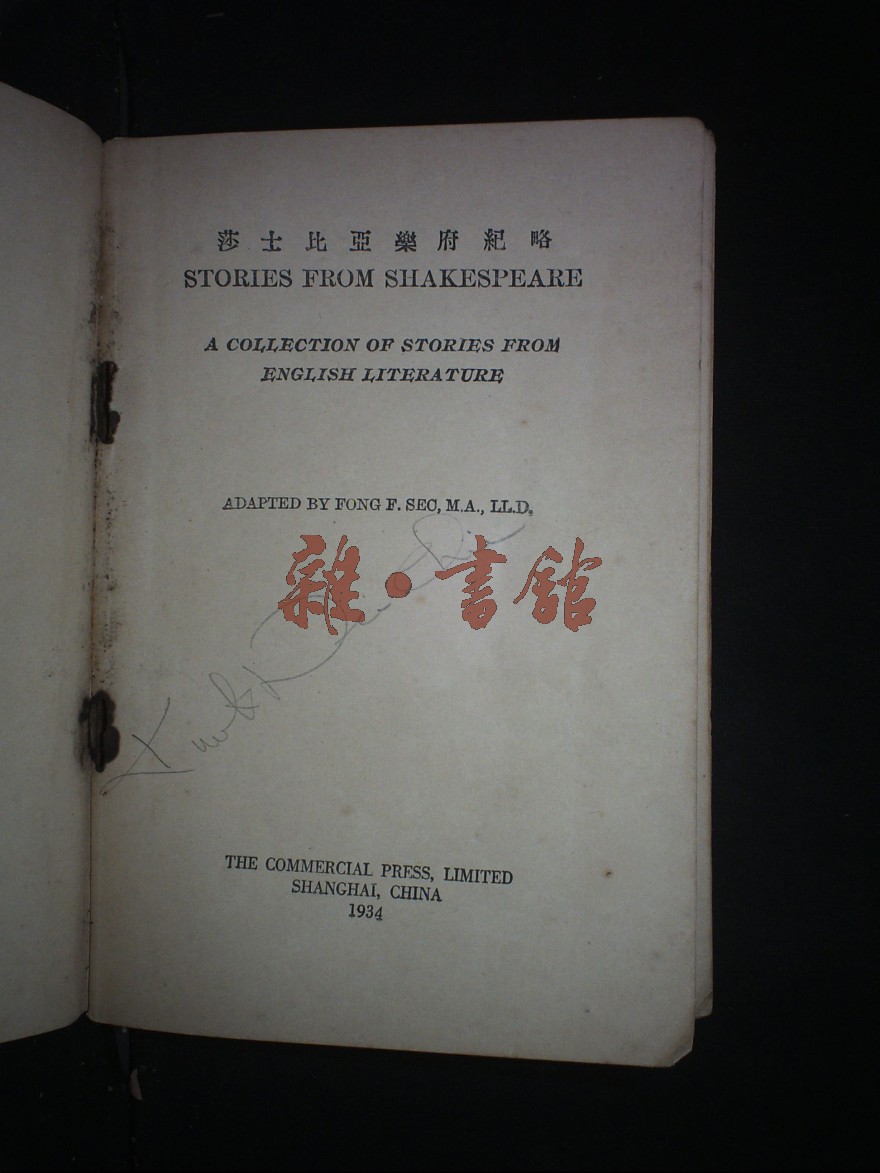 莎士比亞樂府紀略
STORIES FROM SHAKESPEARE
A COLLECTION OF STORIES FROM
ENGLISH LITERATURE
ADAPTED BY FONG F. SEC, M.A., LL.D.
雜·書館
THE COMMERCIAL PRESS, LIMITED
SHANGHAI, CHINA
1934